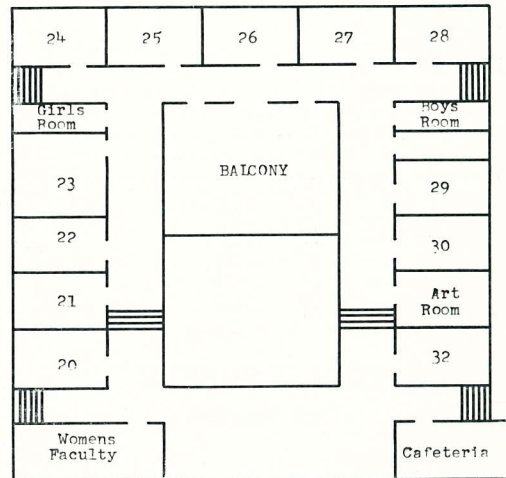 24
25
26
27
28
Girls
Room
Boys
Room
BALCONY
23
29
22
30
21
Art
Room
20
32
Womens
Faculty
Cafeteria